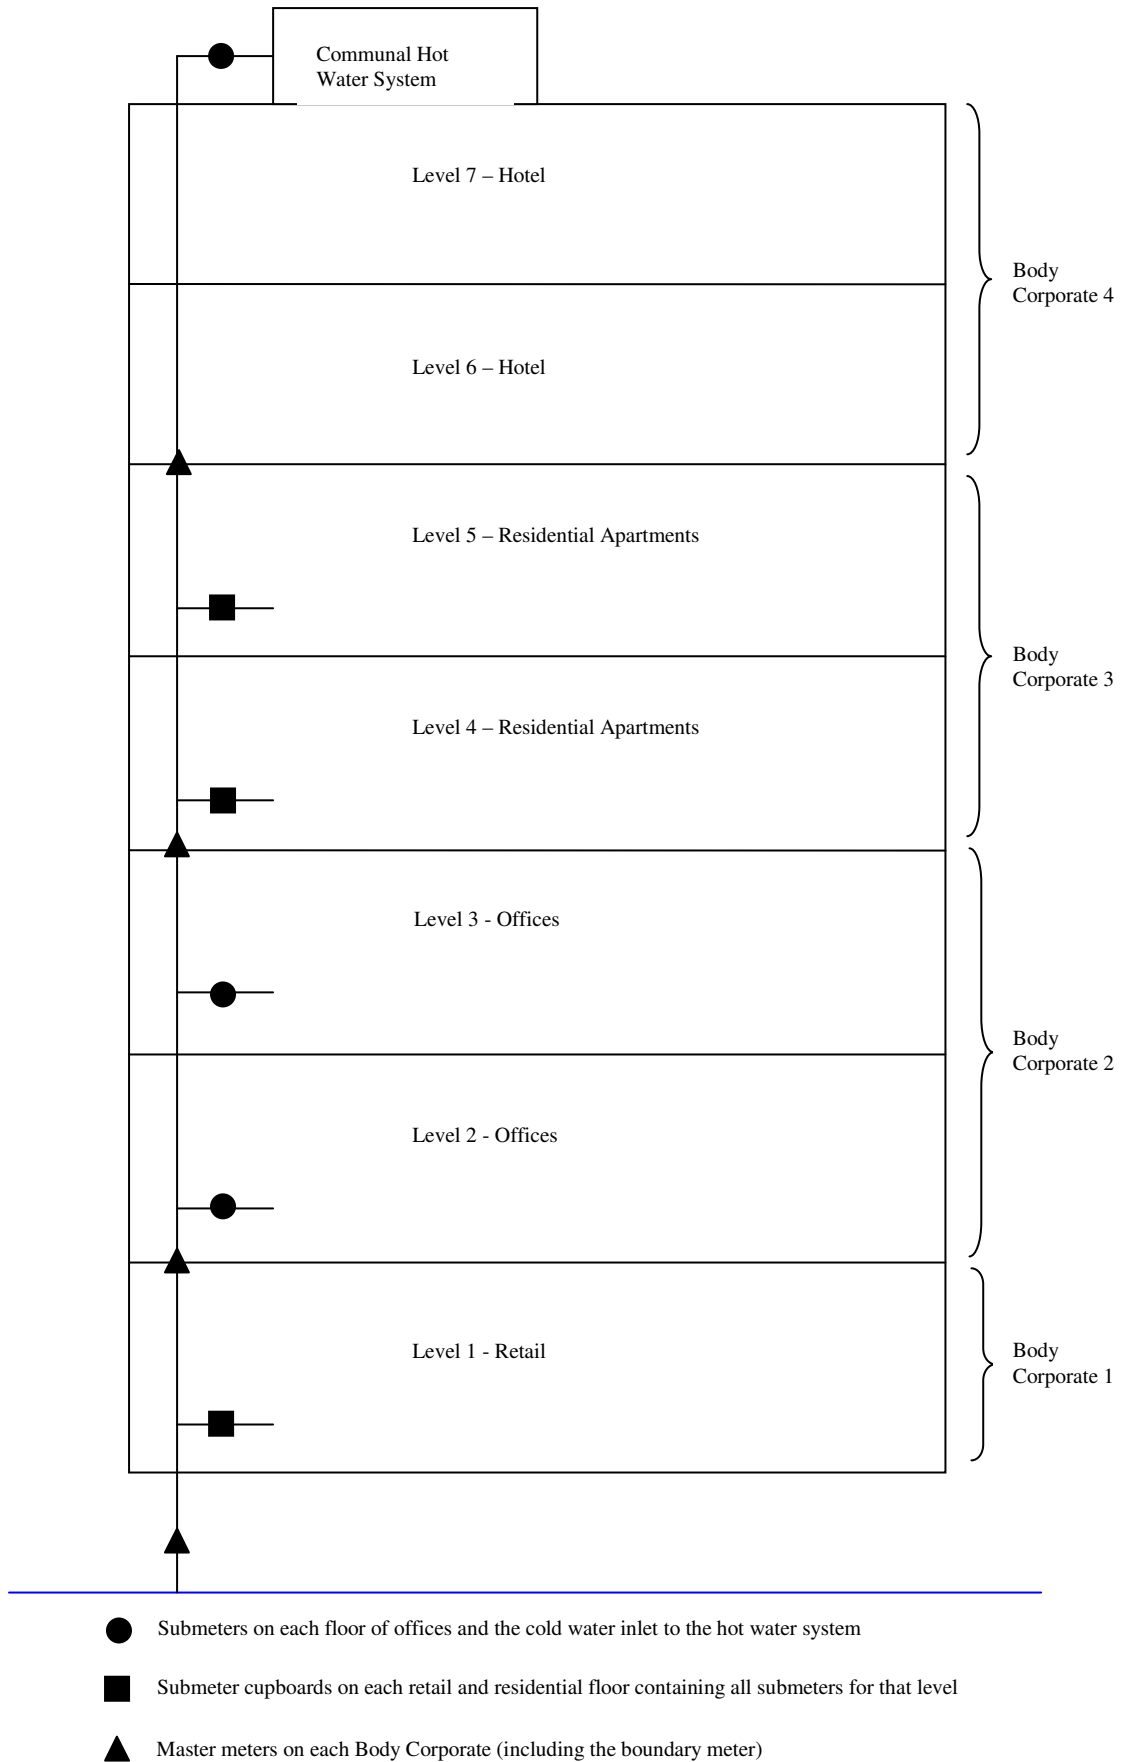 Communal Hot
Water System
Level 7 – Hotel
Body
Corporate 4
Level 6 – Hotel
Level 5 – Residential Apartments
Body
Corporate 3
Level 4 – Residential Apartments
Level 3 - Offices
Body
Corporate 2
Level 2 - Offices
Level 1 - Retail
Body
Corporate 1
Submeters on each floor of offices and the cold water inlet to the hot water system
Submeter cupboards on each retail and residential floor containing all submeters for that level
Master meters on each Body Corporate (including the boundary meter)